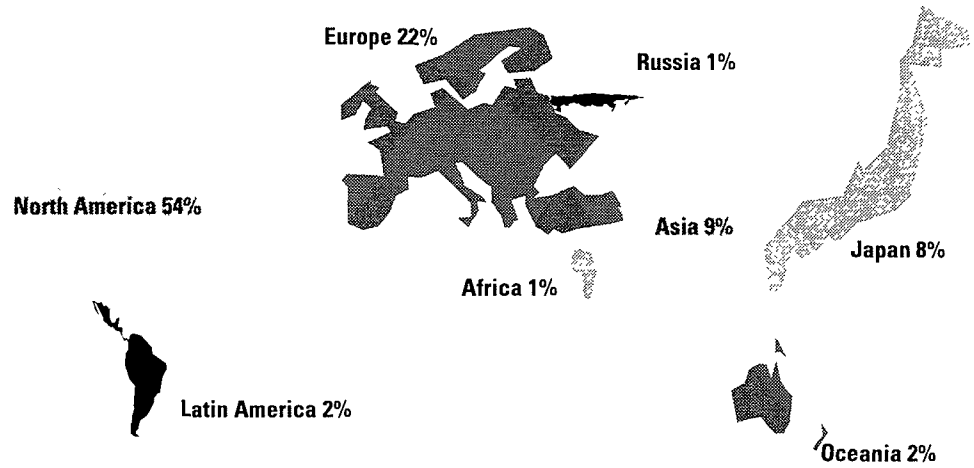 Europe 22%
Russia 1%
North America 54%
Asia 9%
Japan 8%
Africa 1%
Latin America 2%
Oceania 2%